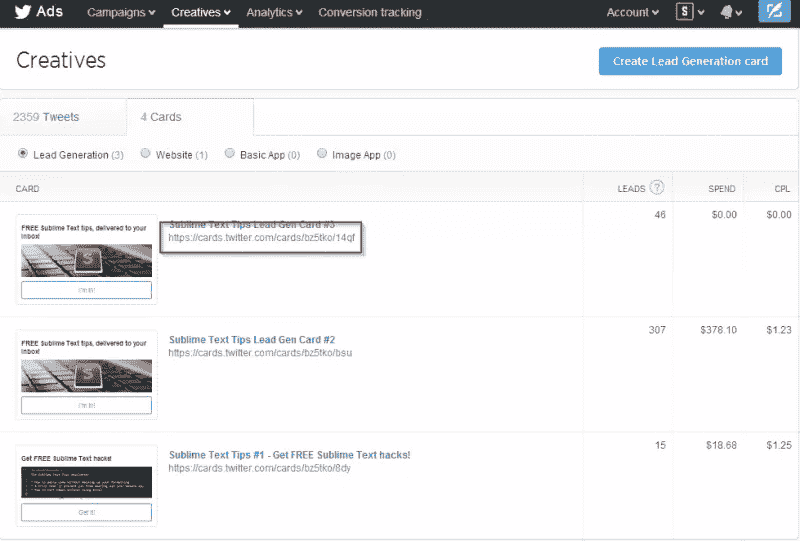 Ads Campaigns Creatives Analytics Conversion tracking Account S
Creatives
Create Lead Generation card
2359 Tweets 4 Cards
Lead Generation (3) Website (1) Basic App (0) Image App (0)
CARD LEADS ? SPEND CPL
FREE Sublime Text tips, delivered to your
inbox!
S
I'm in!
Sublime Text Tips Lead Gen Card #3
https://cards.twitter.com/cards/bz5tko/14qf
46 $0.00 $0.00
FREE Sublime Text tips, delivered to your
inbox!
S
I'm in!
Sublime Text Tips Lead Gen Card #2
https://cards.twitter.com/cards/bz5tko/bsu
307 $378.10 $1.23
Get FREE Sublime Text hacks!
Get it!
Sublime Text Tips #1 - Get FREE Sublime Text hacks!
https://cards.twitter.com/cards/bz5tko/8dy
15 $18.68 $1.25